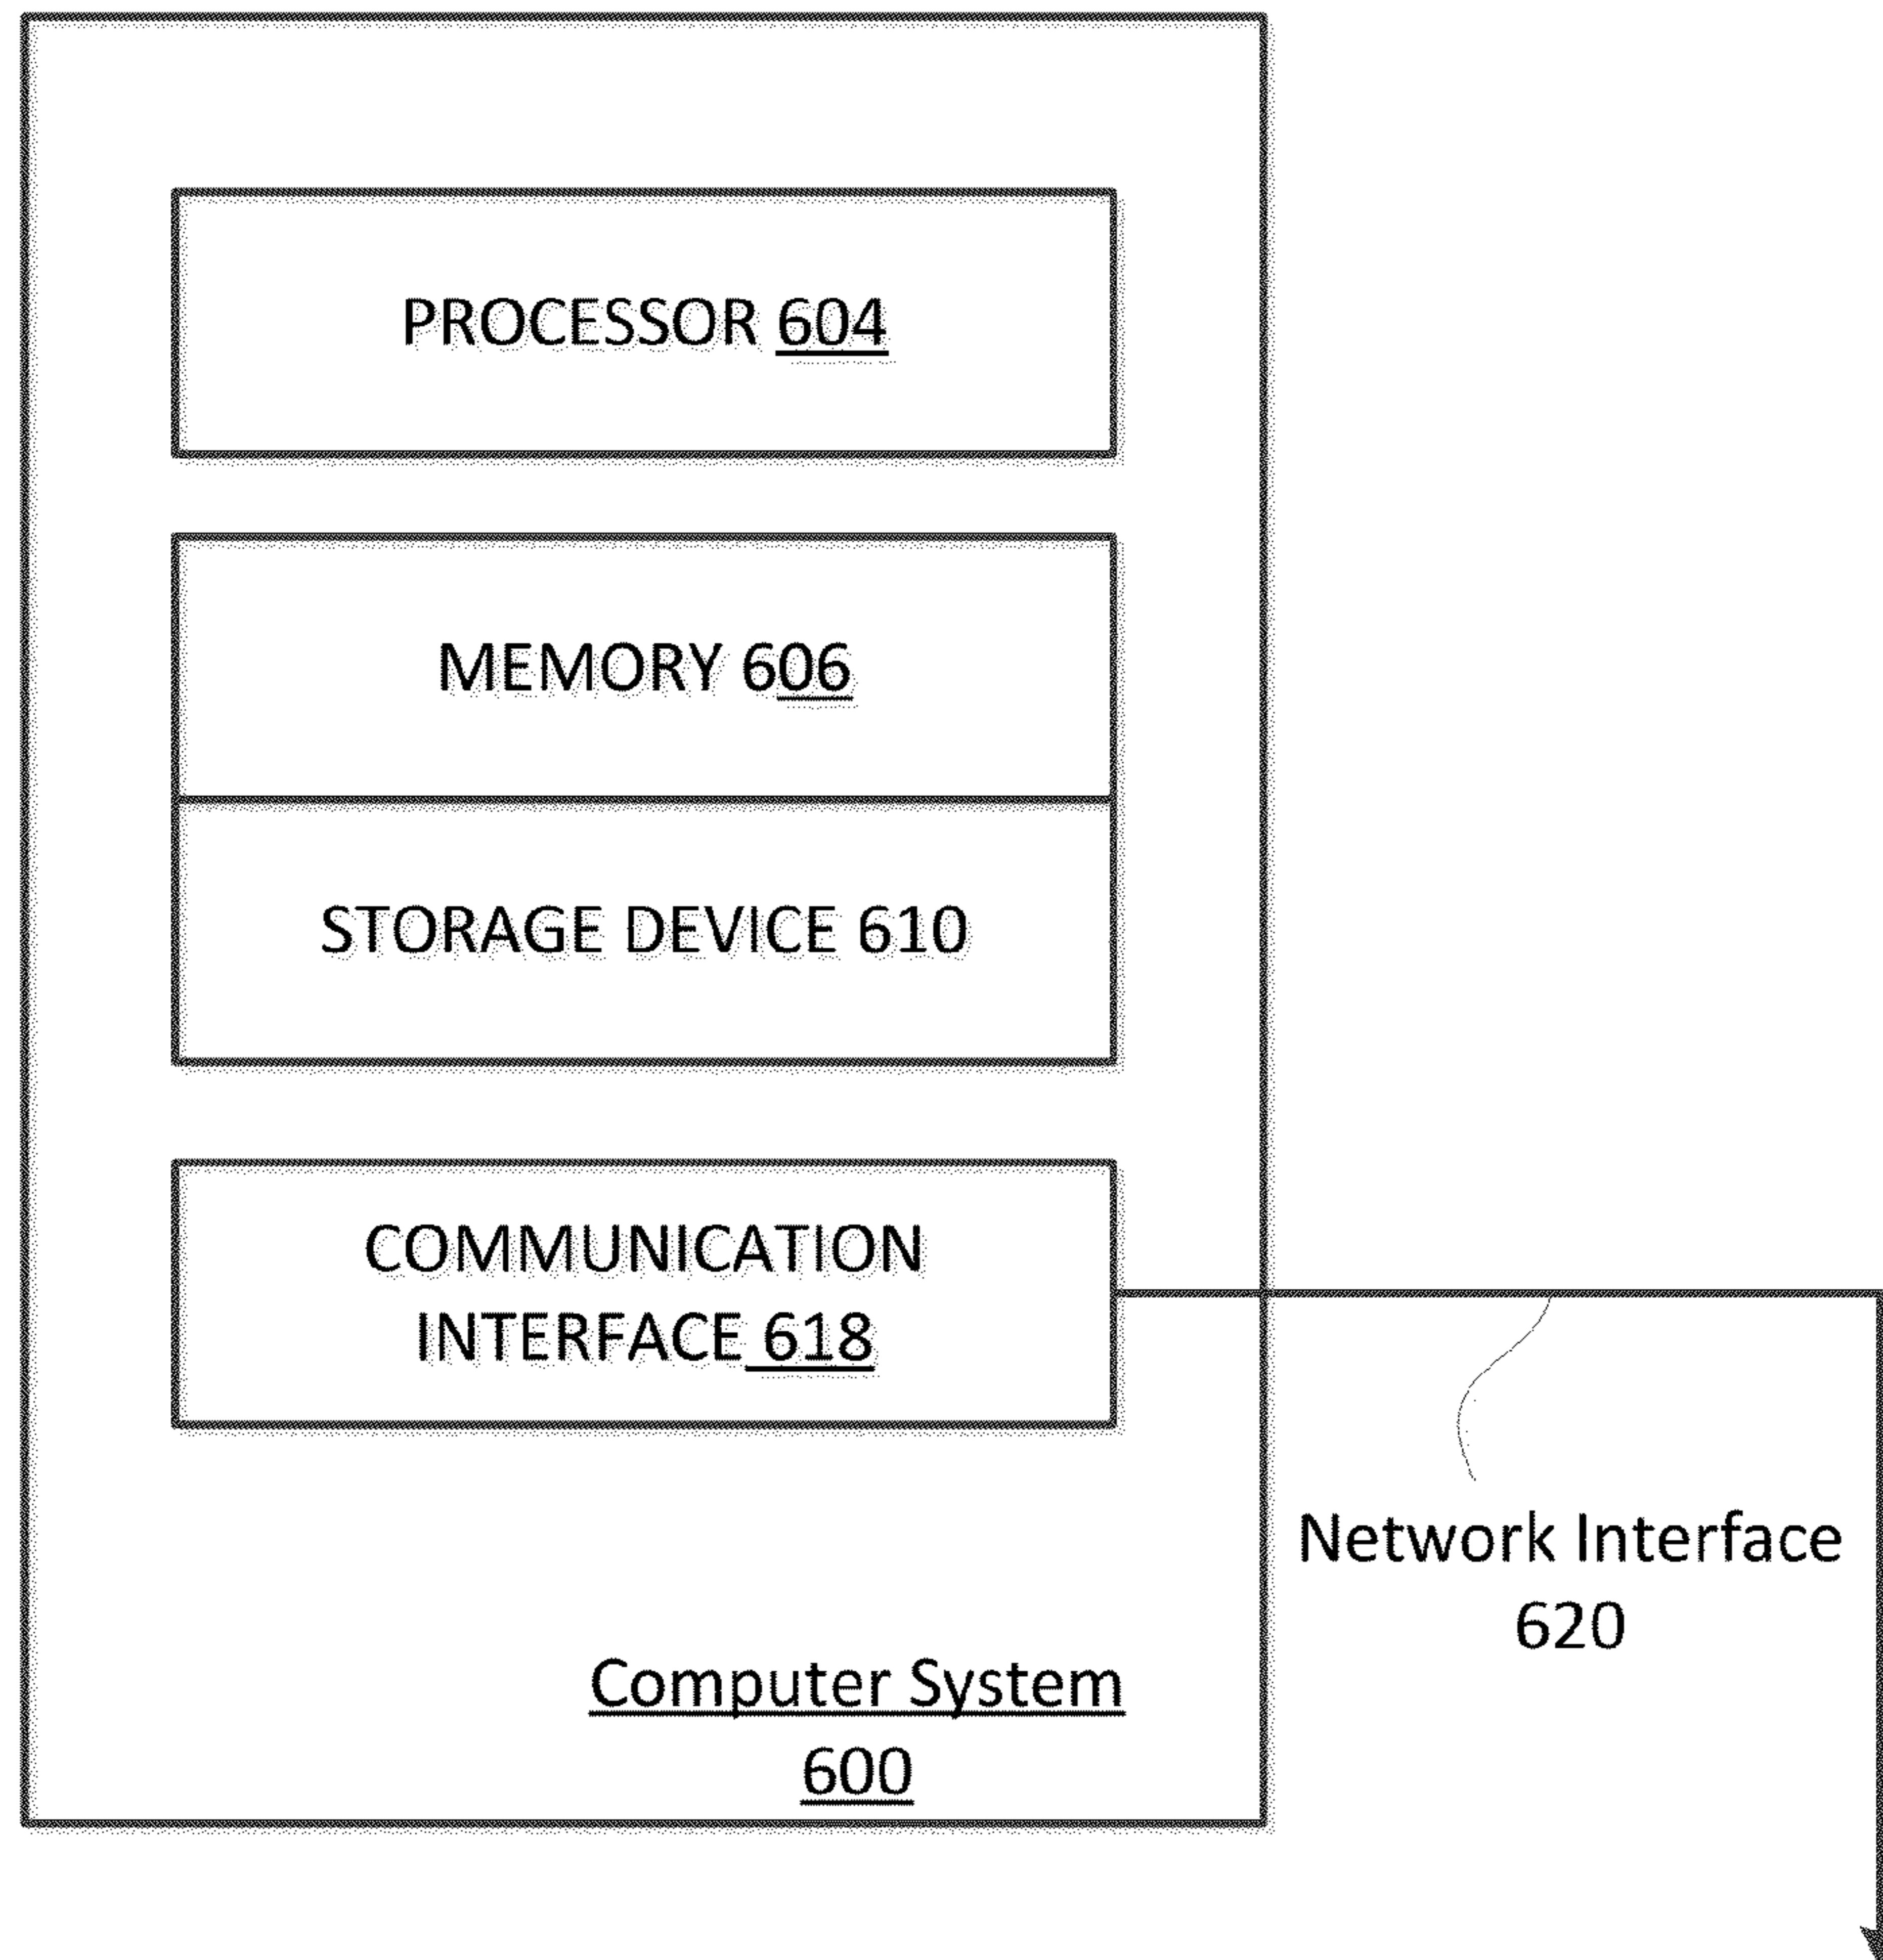 PROCESSOR 604
MEMORY 606
STORAGE DEVICE 610
COMMUNICATION
INTERFACE 618
Network Interface
620
Computer System
600